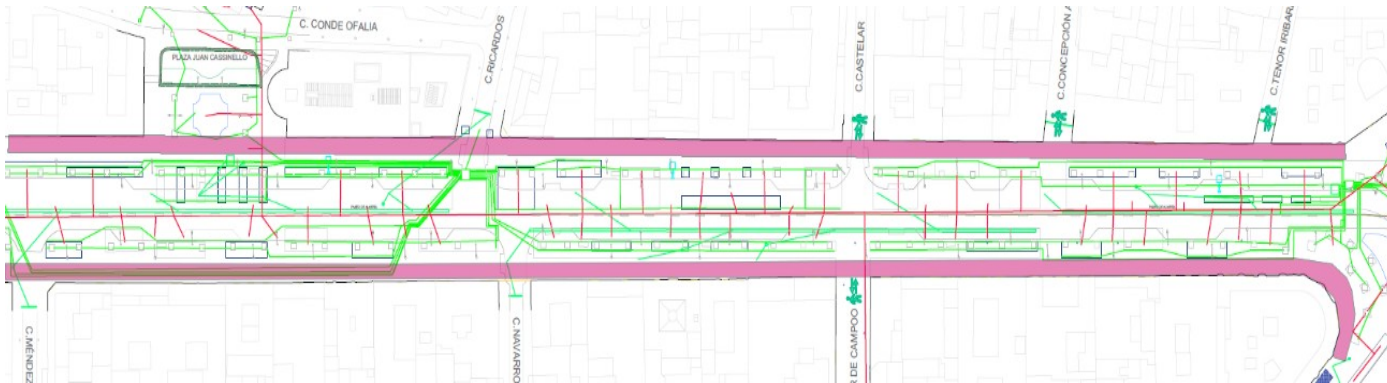 C. CONDE OFALIA
PLAZA JUAN CASSINELLO
C.RICARDOS
C.CASTELAR
C.CONCEPCIÓN A
C.TENOR IRIBAR
C.MÉNDEZ
C.NAVARRO
R DE CAMPOO